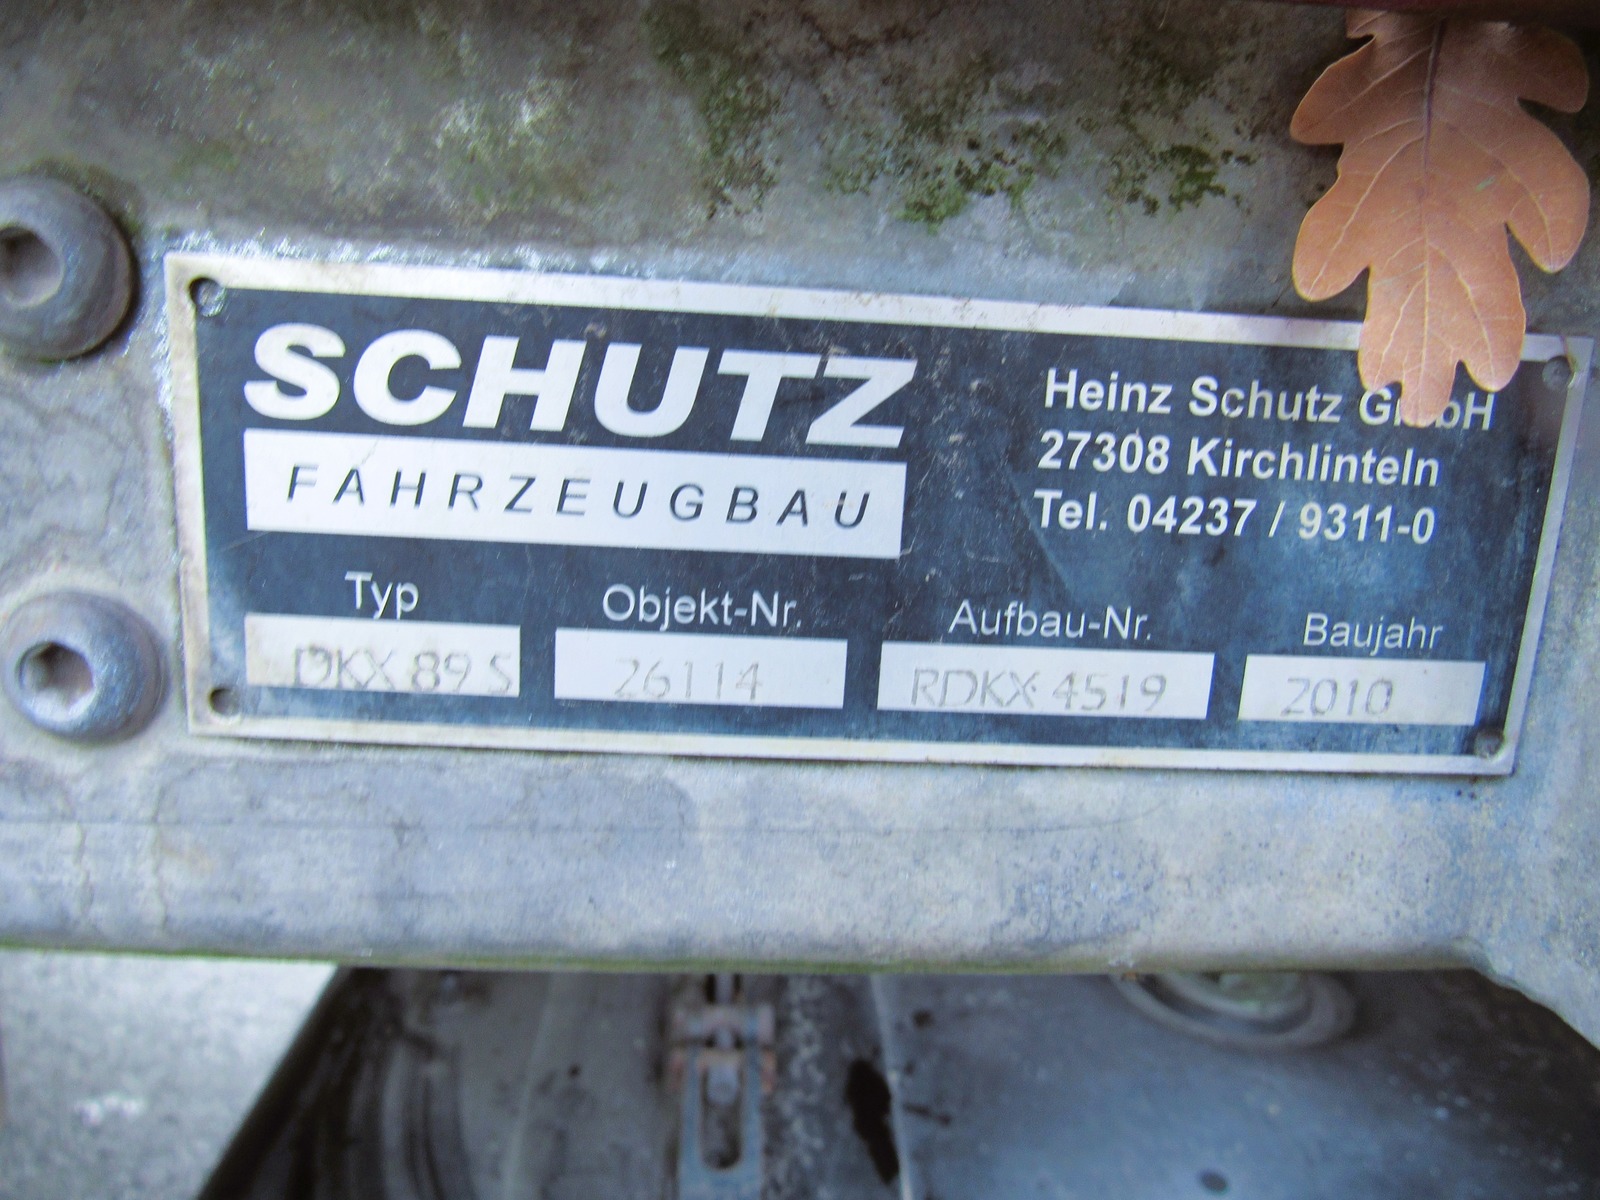 SCHUTZ
FAHRZEUGBAU
Heinz Schutz GmbH
27308 Kirchlinteln
Tel. 04237 / 9311-0
Typ Objekt-Nr. Aufbau-Nr. Baujahr
DKX 89 S 26114 RDKX 4519 2010